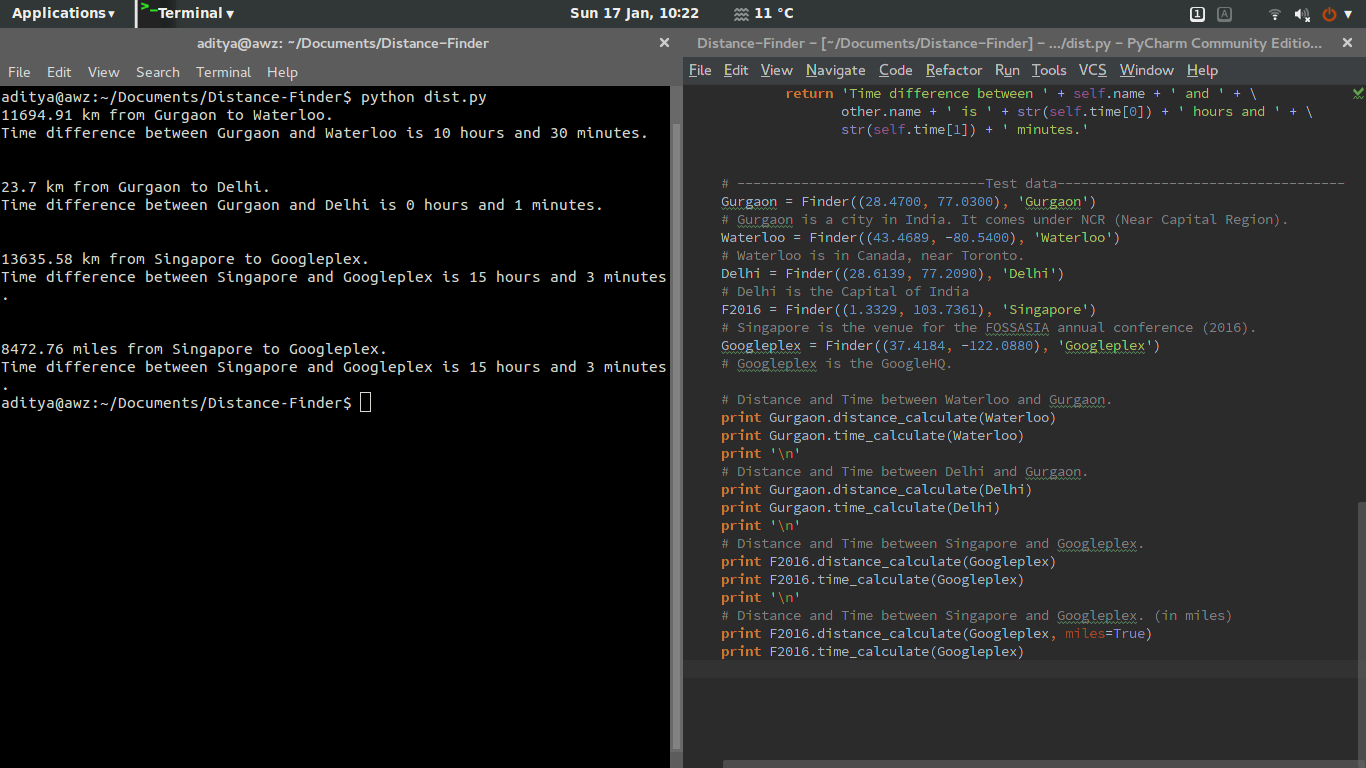 Applications▾ >_ Terminal ▾ Sun 17 Jan, 10:22 11 °C 1 A
aditya@awz: ~/Documents/Distance-Finder ×
File Edit View Search Terminal Help
aditya@awz:~/Documents/Distance-Finder$ python dist.py
11694.91 km from Gurgaon to Waterloo.
Time difference between Gurgaon and Waterloo is 10 hours and 30 minutes.
23.7 km from Gurgaon to Delhi.
Time difference between Gurgaon and Delhi is 0 hours and 1 minutes.
13635.58 km from Singapore to Googleplex.
Time difference between Singapore and Googleplex is 15 hours and 3 minutes
.
8472.76 miles from Singapore to Googleplex.
Time difference between Singapore and Googleplex is 15 hours and 3 minutes
.
aditya@awz:~/Documents/Distance-Finder$
Distance-Finder – [~/Documents/Distance-Finder] – .../dist.py – PyCharm Community Editio... ×
File Edit View Navigate Code Refactor Run Tools VCS Window Help
return 'Time difference between ' + self.name + ' and ' + \
other.name + ' is ' + str(self.time[0]) + ' hours and ' + \
str(self.time[1]) + ' minutes.'
# -------------------------------Test data------------------------------------
Gurgaon = Finder((28.4700, 77.0300), 'Gurgaon')
# Gurgaon is a city in India. It comes under NCR (Near Capital Region).
Waterloo = Finder((43.4689, -80.5400), 'Waterloo')
# Waterloo is in Canada, near Toronto.
Delhi = Finder((28.6139, 77.2090), 'Delhi')
# Delhi is the Capital of India
F2016 = Finder((1.3329, 103.7361), 'Singapore')
# Singapore is the venue for the FOSSASIA annual conference (2016).
Googleplex = Finder((37.4184, -122.0880), 'Googleplex')
# Googleplex is the GoogleHQ.
# Distance and Time between Waterloo and Gurgaon.
print Gurgaon.distance_calculate(Waterloo)
print Gurgaon.time_calculate(Waterloo)
print '\n'
# Distance and Time between Delhi and Gurgaon.
print Gurgaon.distance_calculate(Delhi)
print Gurgaon.time_calculate(Delhi)
print '\n'
# Distance and Time between Singapore and Googleplex.
print F2016.distance_calculate(Googleplex)
print F2016.time_calculate(Googleplex)
print '\n'
# Distance and Time between Singapore and Googleplex. (in miles)
print F2016.distance_calculate(Googleplex, miles=True)
print F2016.time_calculate(Googleplex)